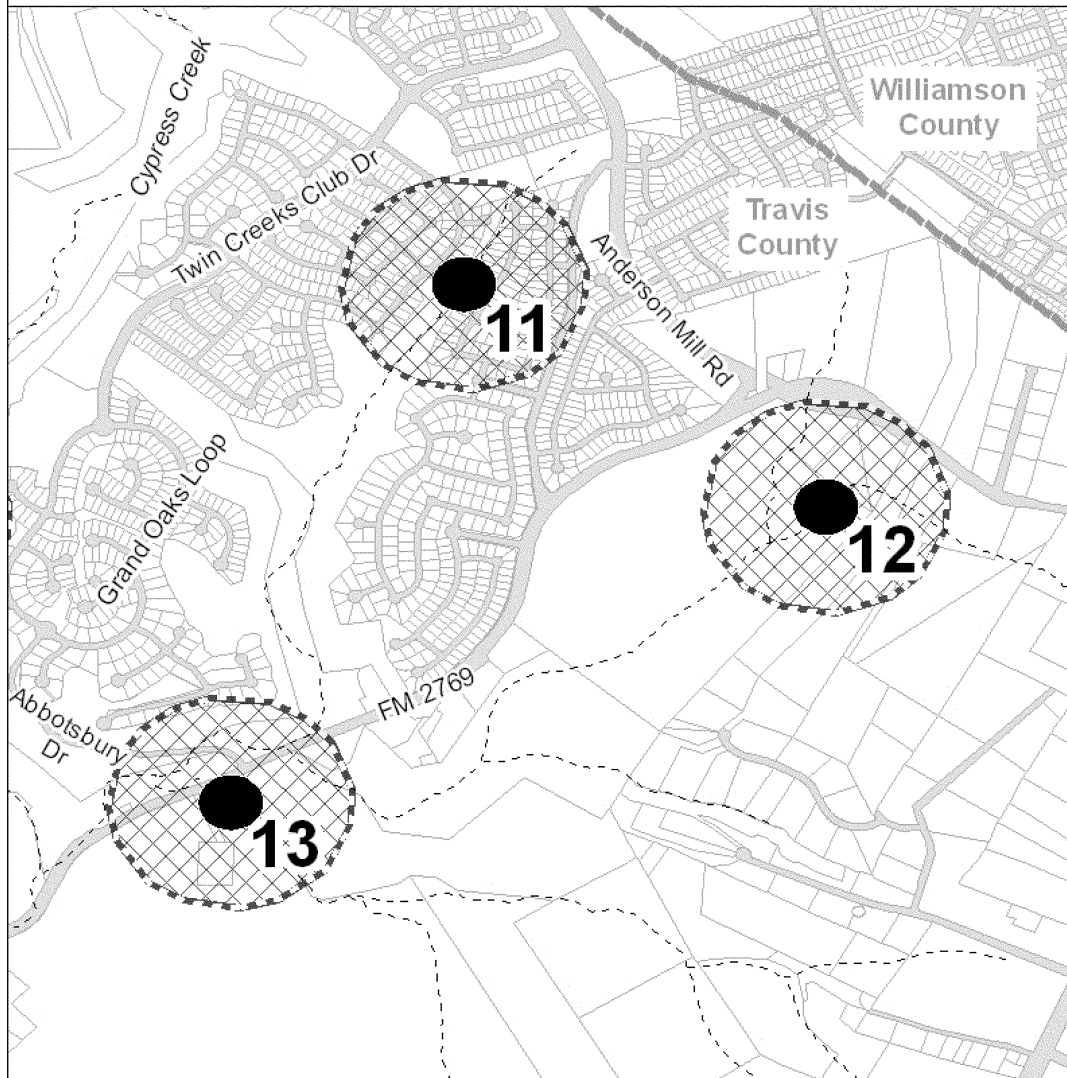 Cypress Creek
Williamson
County
Twin Creeks Club Dr
Travis
County
Anderson Mill Rd
11
Grand Oaks Loop
12
FM 2769
Abbotsbury
Dr
13